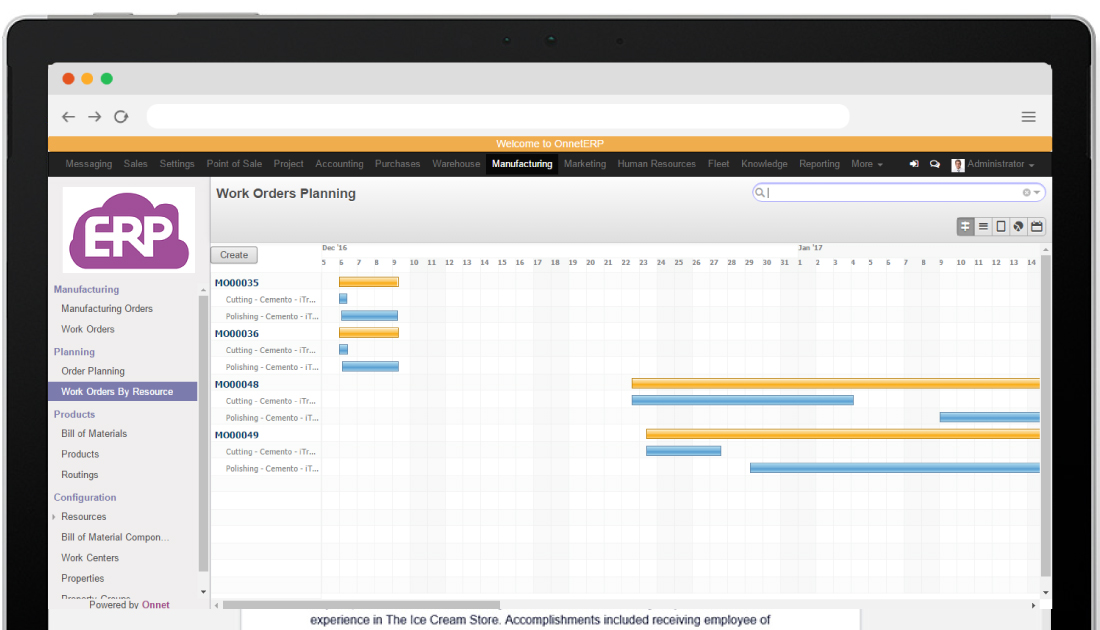 Welcome to OnnetERP
Messaging Sales Settings Point of Sale Project Accounting Purchases Warehouse Manufacturing Marketing Human Resources Fleet Knowledge Reporting More Administrator
ERP
Work Orders Planning
Create
Dec '16 Jan '17
5 6 7 8 9 10 11 12 13 14 15 16 17 18 19 20 21 22 23 24 25 26 27 28 29 30 31 1 2 3 4 5 6 7 8 9 10 11 12 13 14
MO00035
Cutting - Cemento - iTr...
Polishing - Cemento - iT...
MO00036
Cutting - Cemento - iTr...
Polishing - Cemento - iT...
MO00048
Cutting - Cemento - iTr...
Polishing - Cemento - iT...
MO00049
Cutting - Cemento - iTr...
Polishing - Cemento - iT...
Manufacturing
Manufacturing Orders
Work Orders
Planning
Order Planning
Work Orders By Resource
Products
Bill of Materials
Products
Routings
Configuration
Resources
Bill of Material Compon...
Work Centers
Properties
Property Groups
Powered by Onnet
experience in The Ice Cream Store. Accomplishments included receiving employee of